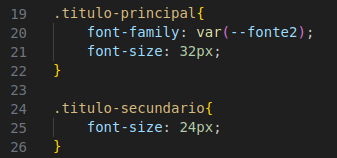 19 .titulo-principal{
20     font-family: var(--fonte2);
21     font-size: 32px;
22 }
23
24 .titulo-secundario{
25     font-size: 24px;
26 }